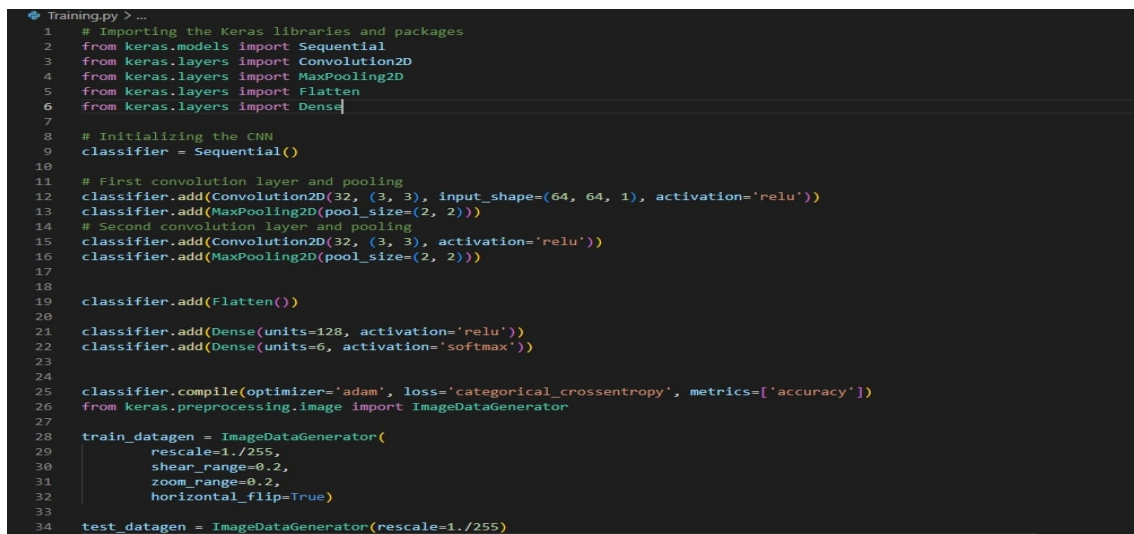 Training.py > ...
1 # Importing the Keras libraries and packages
2 from keras.models import Sequential
3 from keras.layers import Convolution2D
4 from keras.layers import MaxPooling2D
5 from keras.layers import Flatten
6 from keras.layers import Dense
7
8 # Initializing the CNN
9 classifier = Sequential()
10
11 # First convolution layer and pooling
12 classifier.add(Convolution2D(32, (3, 3), input_shape=(64, 64, 1), activation='relu'))
13 classifier.add(MaxPooling2D(pool_size=(2, 2)))
14 # Second convolution layer and pooling
15 classifier.add(Convolution2D(32, (3, 3), activation='relu'))
16 classifier.add(MaxPooling2D(pool_size=(2, 2)))
17
18
19 classifier.add(Flatten())
20
21 classifier.add(Dense(units=128, activation='relu'))
22 classifier.add(Dense(units=6, activation='softmax'))
23
24
25 classifier.compile(optimizer='adam', loss='categorical_crossentropy', metrics=['accuracy'])
26 from keras.preprocessing.image import ImageDataGenerator
27
28 train_datagen = ImageDataGenerator(
29         rescale=1./255,
30         shear_range=0.2,
31         zoom_range=0.2,
32         horizontal_flip=True)
33
34 test_datagen = ImageDataGenerator(rescale=1./255)